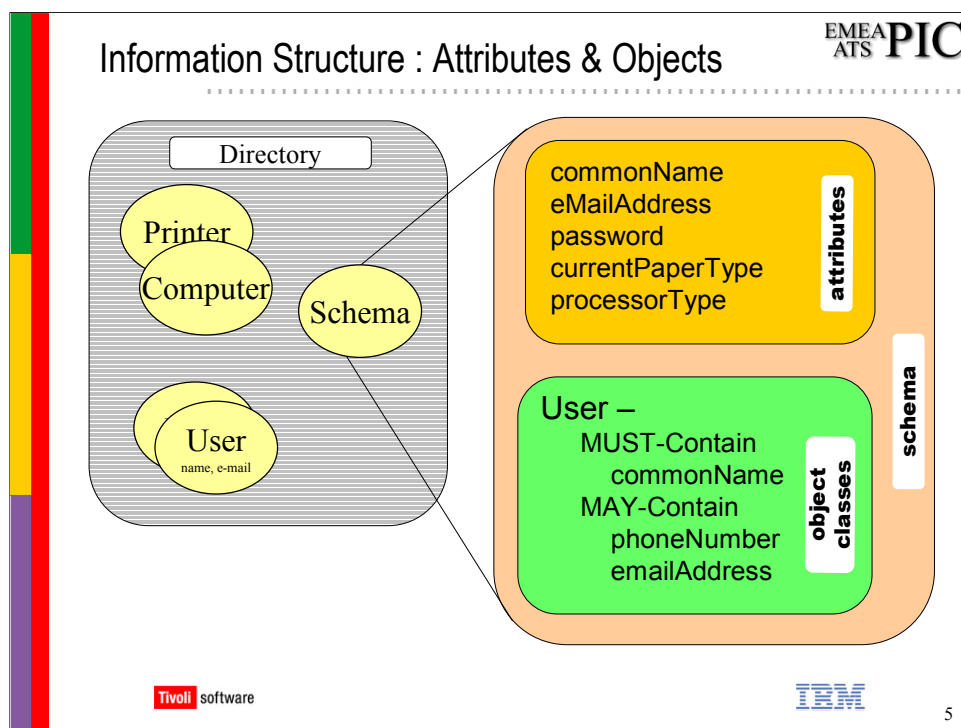 Information Structure : Attributes & Objects
EMEA
ATS PIC
Directory
Printer
Computer
Schema
User
name, e-mail
commonName
eMailAddress
password
currentPaperType
processorType
attributes
User –
MUST-Contain
commonName
MAY-Contain
phoneNumber
emailAddress
object
classes
schema
Tivoli software
IBM
5